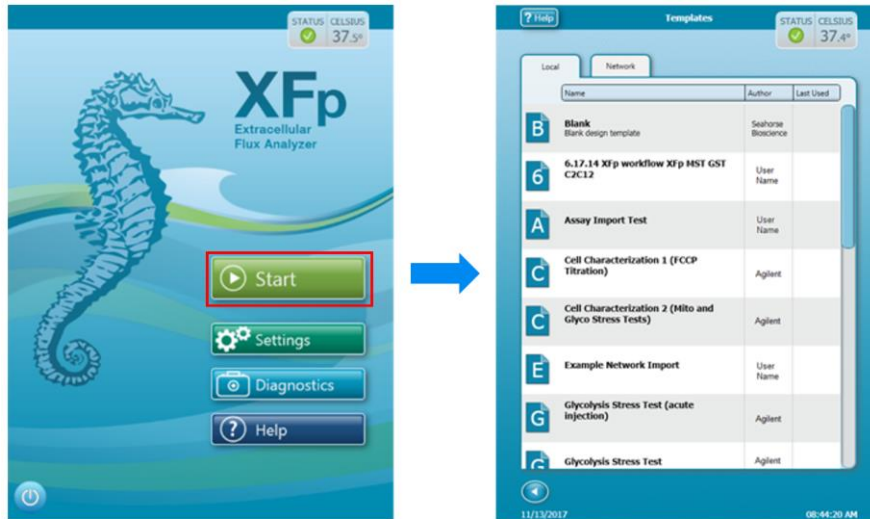 STATUS CELSIUS
37.5°
XFp
Extracellular
Flux Analyzer
Start
Settings
Diagnostics
? Help
? Help
Templates
STATUS CELSIUS
37.4°
Local Network
Name Author Last Used
B Blank Seahorse
Blank design template Bioscience
6 6.17.14 XFp workflow XFp MST GST User
C2C12 Name
A Assay Import Test User
Name
C Cell Characterization 1 (FCCP
Titration) Agilent
C Cell Characterization 2 (Mito and
Glyco Stress Tests) Agilent
E Example Network Import User
Name
G Glycolysis Stress Test (acute
injection) Agilent
G Glycolysis Stress Test Agilent
11/13/2017 08:44:20 AM